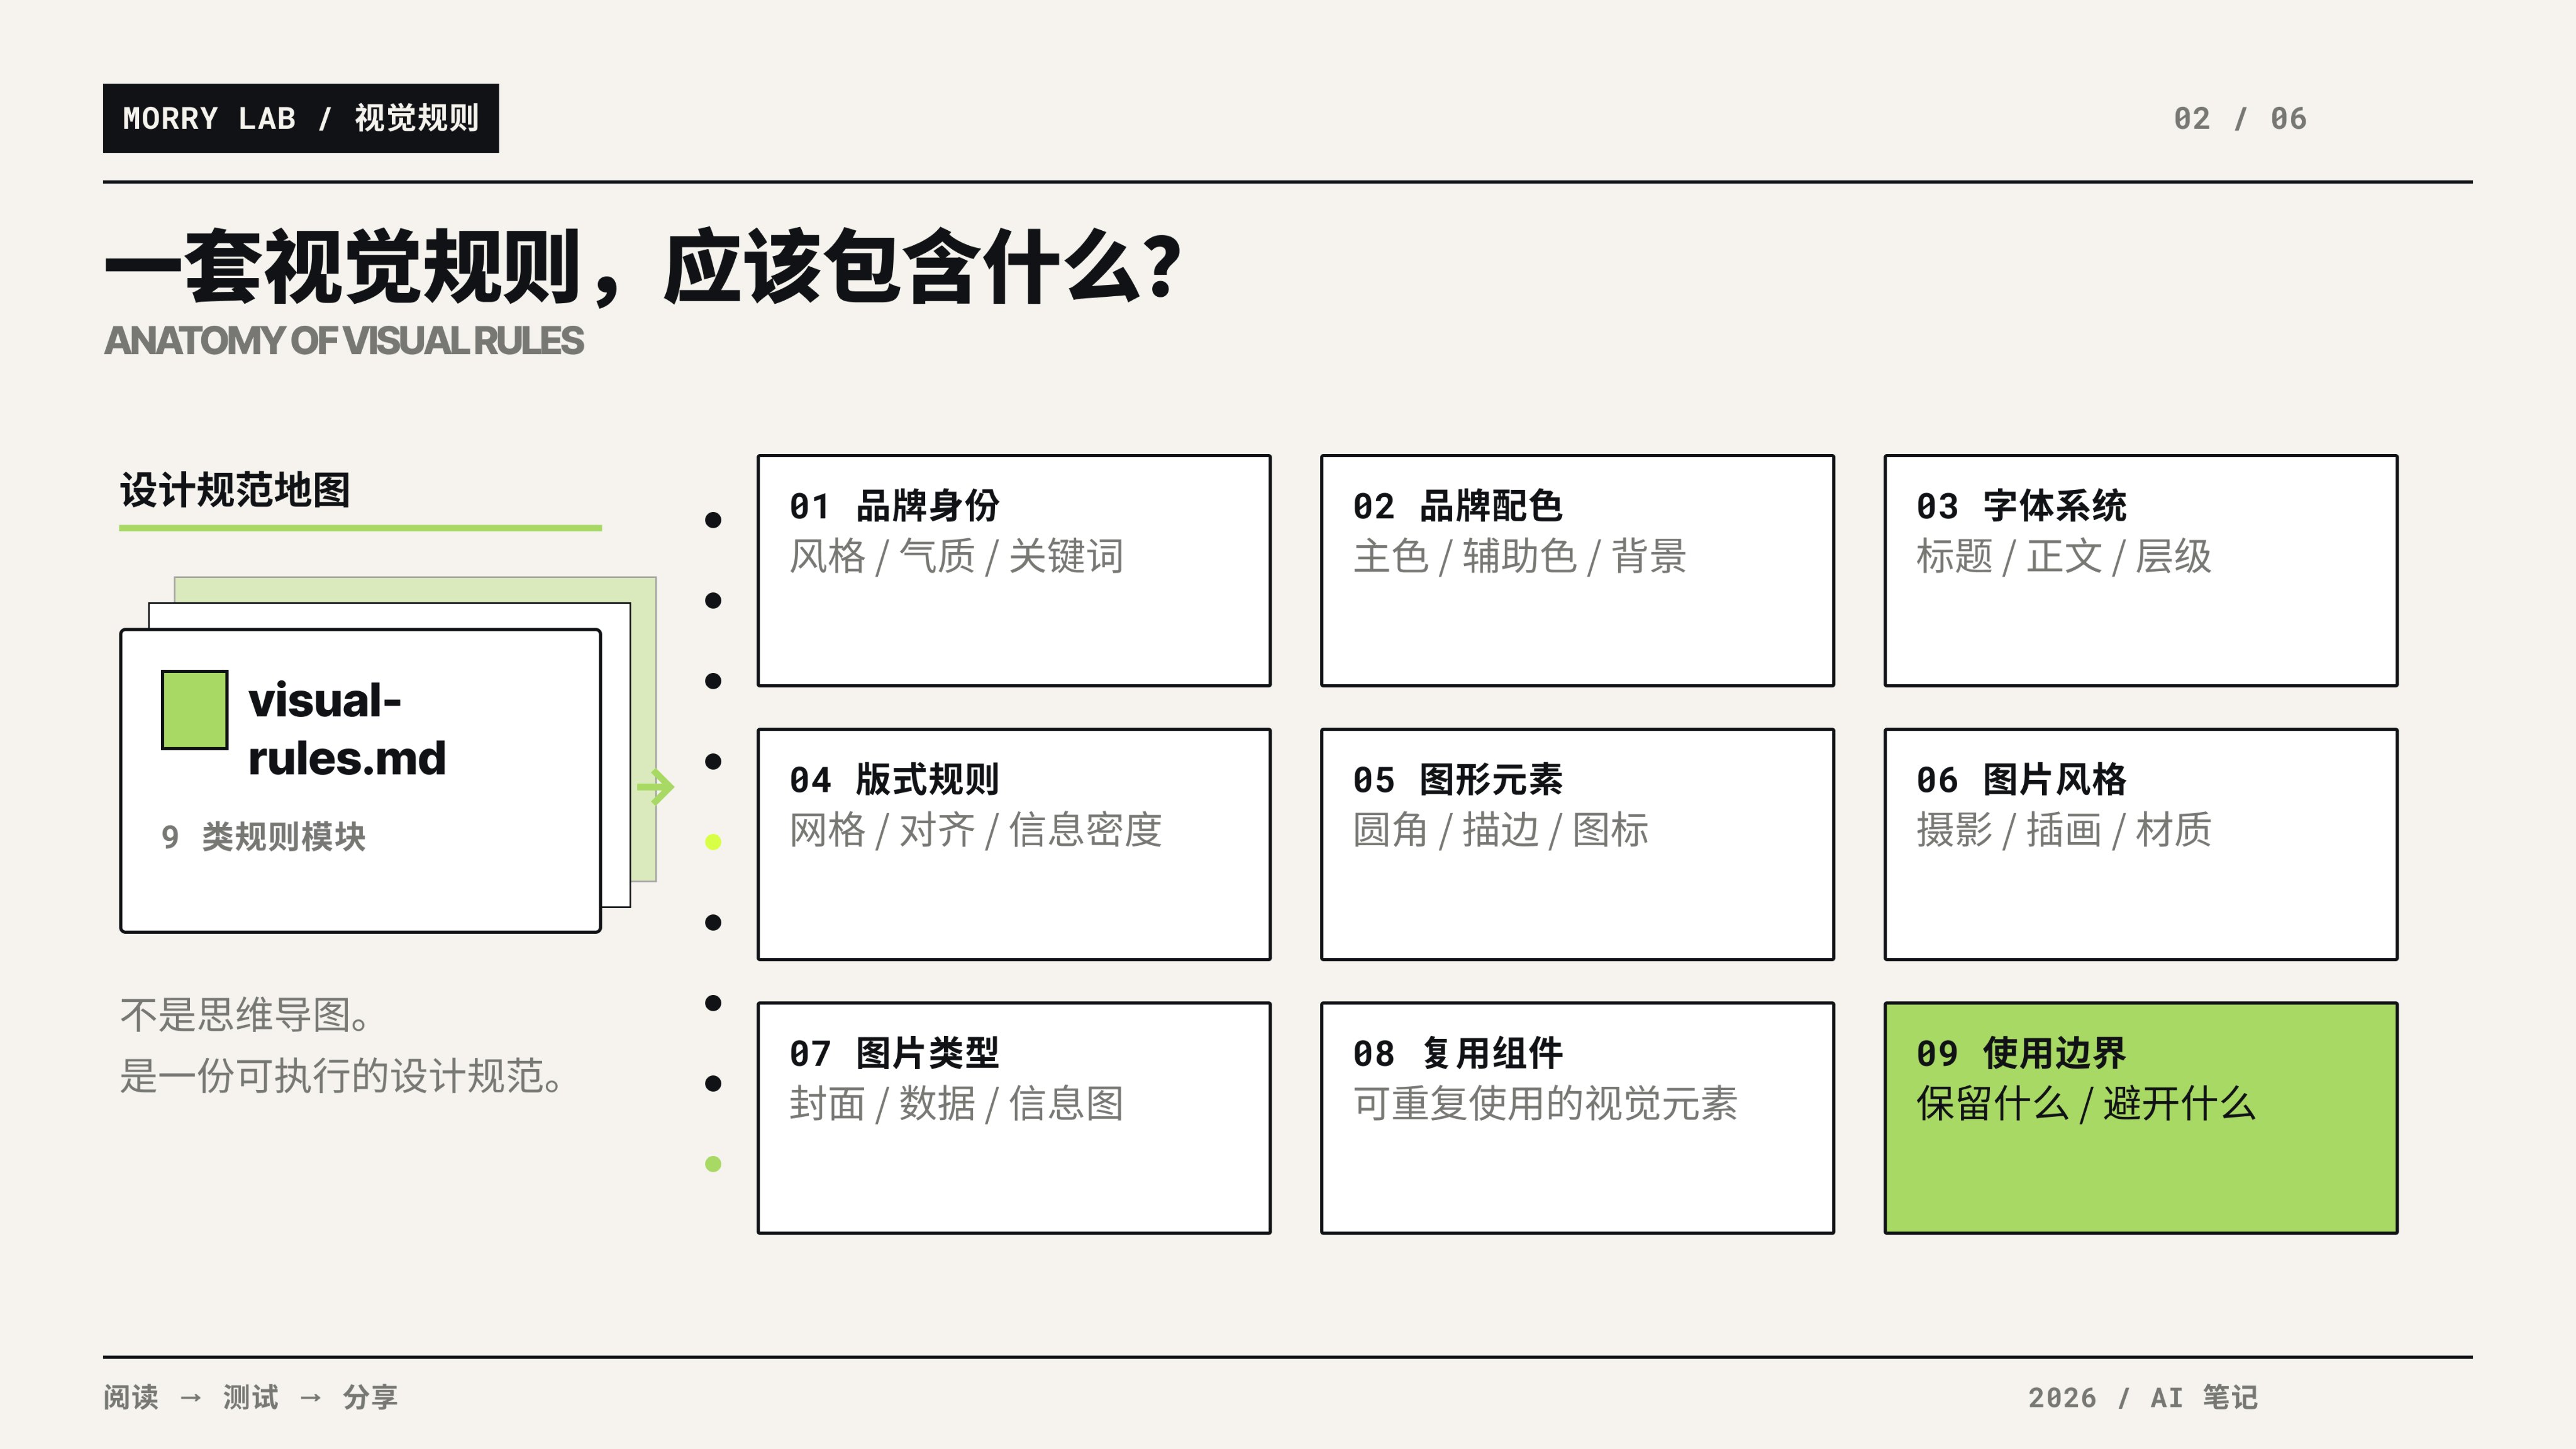 MORRY LAB / 视觉规则
02 / 06
一套视觉规则，应该包含什么？
ANATOMY OF VISUAL RULES
设计规范地图
visual-
rules.md
9 类规则模块
不是思维导图。
是一份可执行的设计规范。
01 品牌身份
风格 / 气质 / 关键词
02 品牌配色
主色 / 辅助色 / 背景
03 字体系统
标题 / 正文 / 层级
04 版式规则
网格 / 对齐 / 信息密度
05 图形元素
圆角 / 描边 / 图标
06 图片风格
摄影 / 插画 / 材质
07 图片类型
封面 / 数据 / 信息图
08 复用组件
可重复使用的视觉元素
09 使用边界
保留什么 / 避开什么
阅读 → 测试 → 分享
2026 / AI 笔记